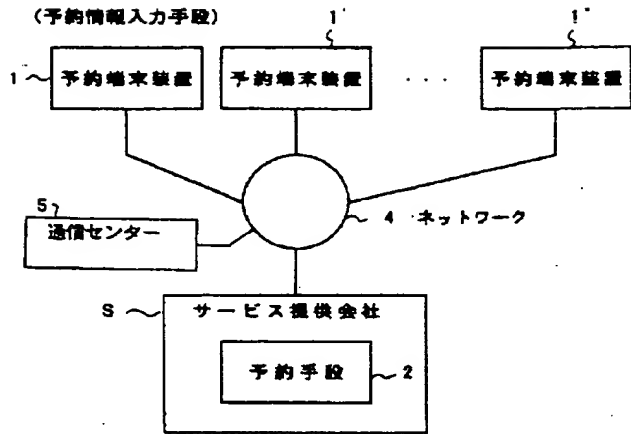 (予約情報入力手段)
1' 1"
1 予約端末装置 予約端末装置 ・・・ 予約端末装置
5
通信センター
4 ネットワーク
S サービス提供会社
予約手段 2